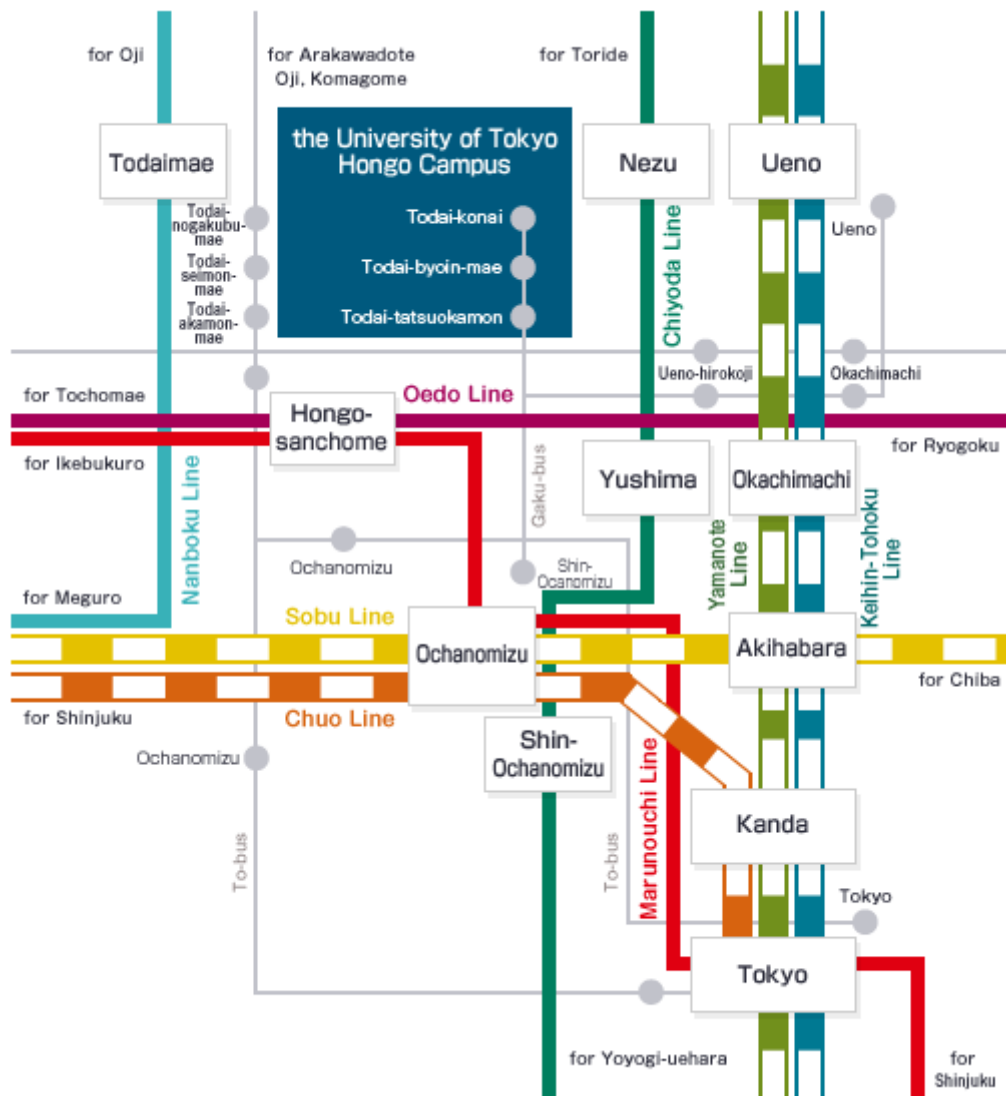 for Oji
for Arakawadote
Oji, Komagome
for Toride
the University of Tokyo
Hongo Campus
Todaimae
Nezu
Ueno
Todai-
nogakubu-
mae
Todai-konai
Ueno
Todai-
seimon-
mae
Todai-byoin-mae
Chiyoda Line
Todai-
akamon-
mae
Todai-tatsuokamon
Ueno-hirokoji
Okachimachi
for Tochomae
Oedo Line
Hongo-
sanchome
for Ikebukuro
for Ryogoku
Nanboku Line
Gaku-bus
Yushima
Okachimachi
Yamanote
Line
Keihin-Tohoku
Line
Ochanomizu
Shin-
Ocanomizu
for Meguro
Sobu Line
Ochanomizu
Akihabara
for Chiba
for Shinjuku
Chuo Line
Shin-
Ochanomizu
Ochanomizu
Marunouchi Line
To-bus
To-bus
Kanda
Tokyo
Tokyo
for Yoyogi-uehara
for
Shinjuku